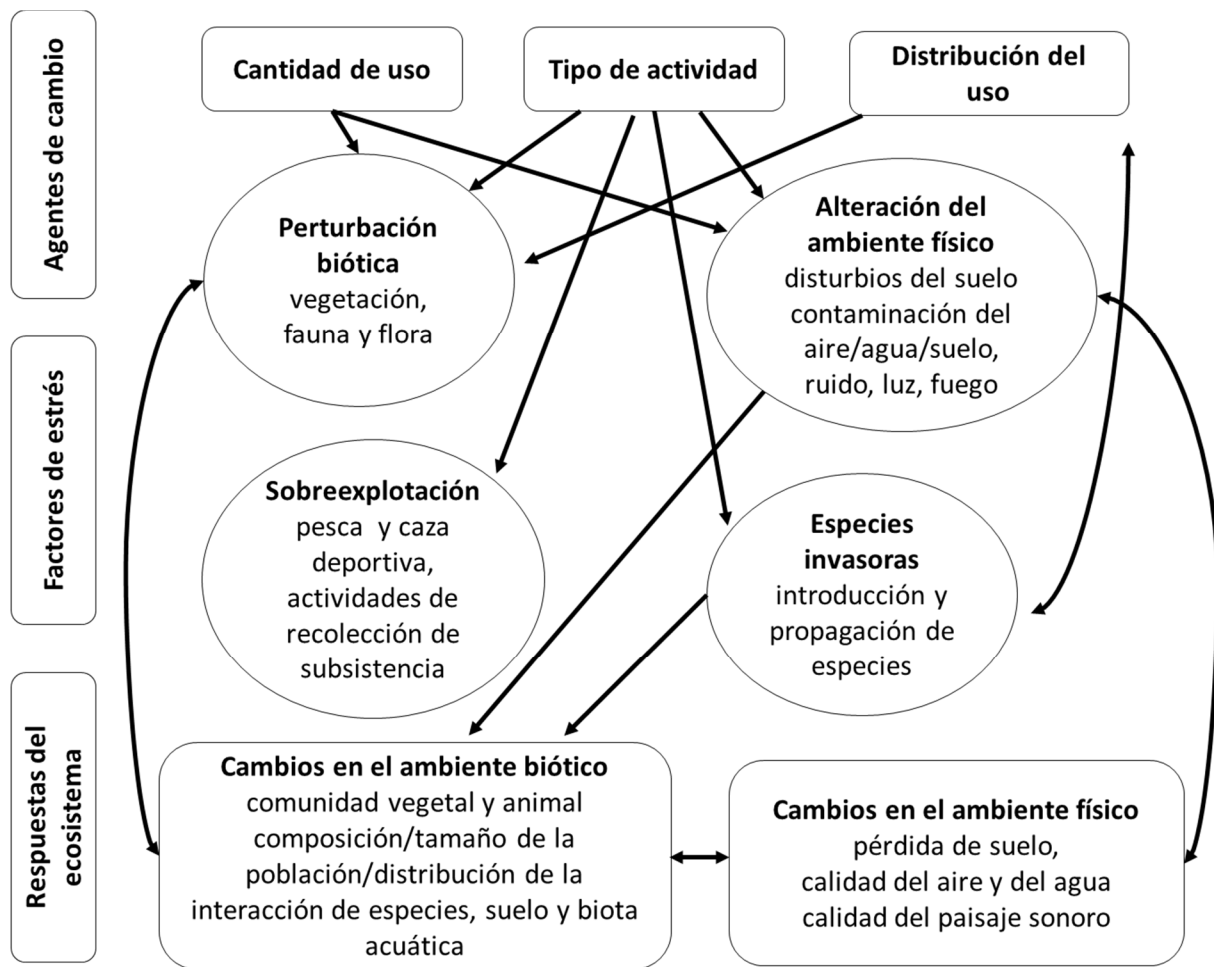 Agentes de cambio
Cantidad de uso
Tipo de actividad
Distribución del
uso
Perturbación
biótica
vegetación,
fauna y flora
Alteración del
ambiente físico
disturbios del suelo
contaminación del
aire/agua/suelo,
ruido, luz, fuego
Factores de estrés
Sobreexplotación
pesca y caza
deportiva,
actividades de
recolección de
subsistencia
Especies
invasoras
introducción y
propagación de
especies
Respuestas del
ecosistema
Cambios en el ambiente biótico
comunidad vegetal y animal
composición/tamaño de la
población/distribución de la
interacción de especies, suelo y biota
acuática
Cambios en el ambiente físico
pérdida de suelo,
calidad del aire y del agua
calidad del paisaje sonoro